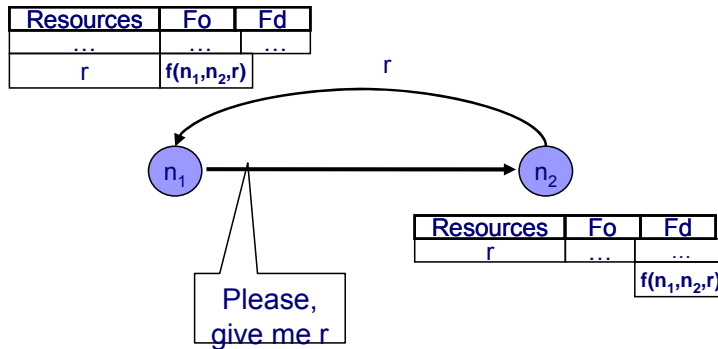 Resources Fo Fd
... ... ...
r f(n₁,n₂,r)
r
n₁ n₂
Resources Fo Fd
r ... ...
f(n₁,n₂,r)
Please,
give me r